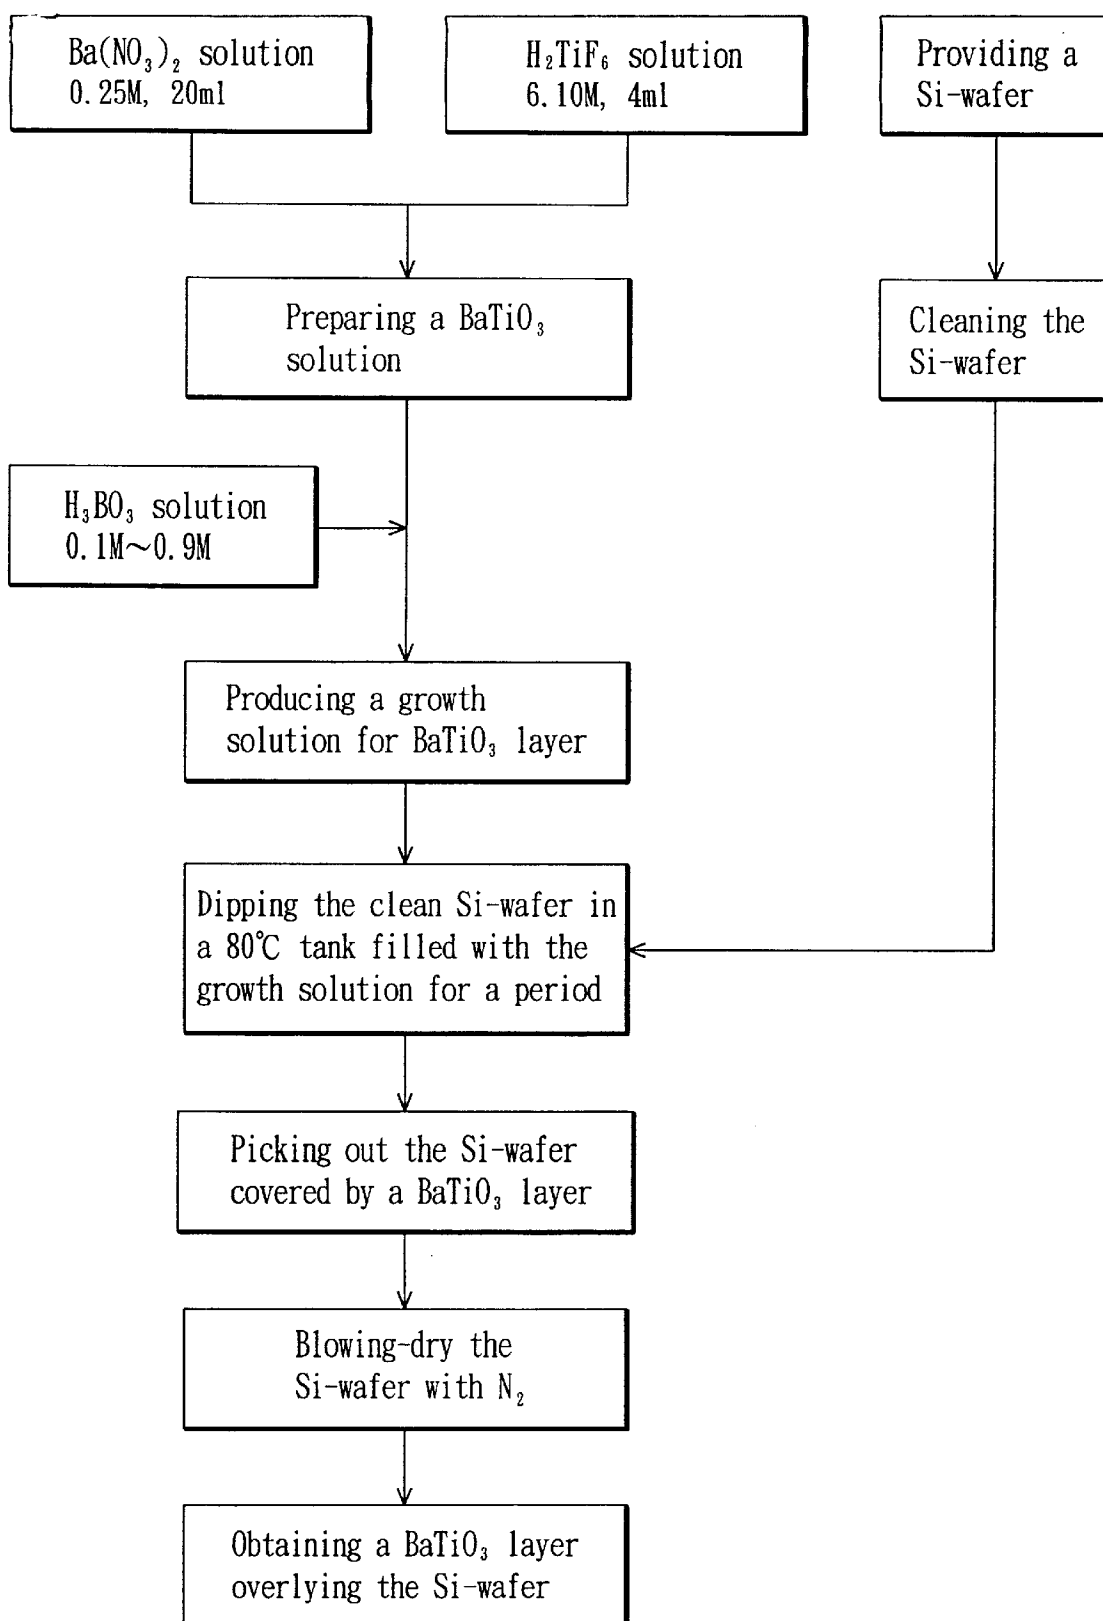 Ba(NO₃)₂ solution
0.25M, 20ml
H₂TiF₆ solution
6.10M, 4ml
Providing a
Si-wafer
Preparing a BaTiO₃
solution
Cleaning the
Si-wafer
H₃BO₃ solution
0.1M～0.9M
Producing a growth
solution for BaTiO₃ layer
Dipping the clean Si-wafer in
a 80℃ tank filled with the
growth solution for a period
Picking out the Si-wafer
covered by a BaTiO₃ layer
Blowing-dry the
Si-wafer with N₂
Obtaining a BaTiO₃ layer
overlying the Si-wafer